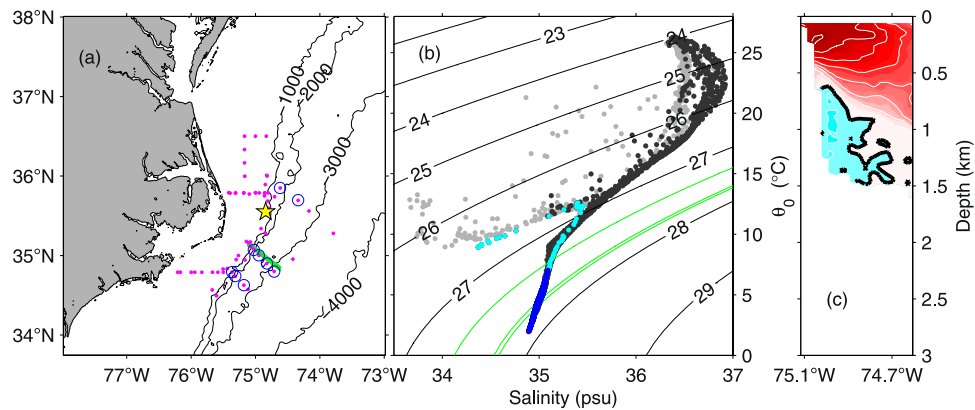 38°N
37°N
36°N
35°N
34°N
77°W
76°W
75°W
74°W
73°W
(a)
1000
2000
3000
4000
(b)
23
24
24
25
25
26
26
27
27
28
29
34
35
36
37
Salinity (psu)
25
20
15
10
5
0
θ0 (°C)
(c)
0
0.5
1
1.5
2
2.5
3
Depth (km)
75.1°W
74.7°W